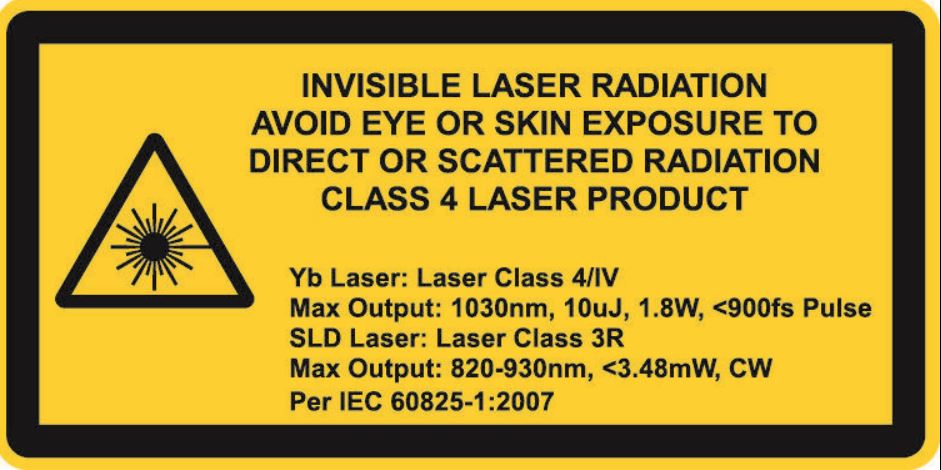 INVISIBLE LASER RADIATION
AVOID EYE OR SKIN EXPOSURE TO
DIRECT OR SCATTERED RADIATION
CLASS 4 LASER PRODUCT
Yb Laser: Laser Class 4/IV
Max Output: 1030nm, 10uJ, 1.8W, <900fs Pulse
SLD Laser: Laser Class 3R
Max Output: 820-930nm, <3.48mW, CW
Per IEC 60825-1:2007